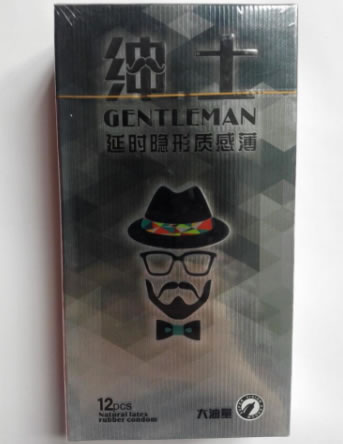 绅士
GENTLEMAN
延时隐形质感薄
12pcs
Natural latex
rubber condom
大油量